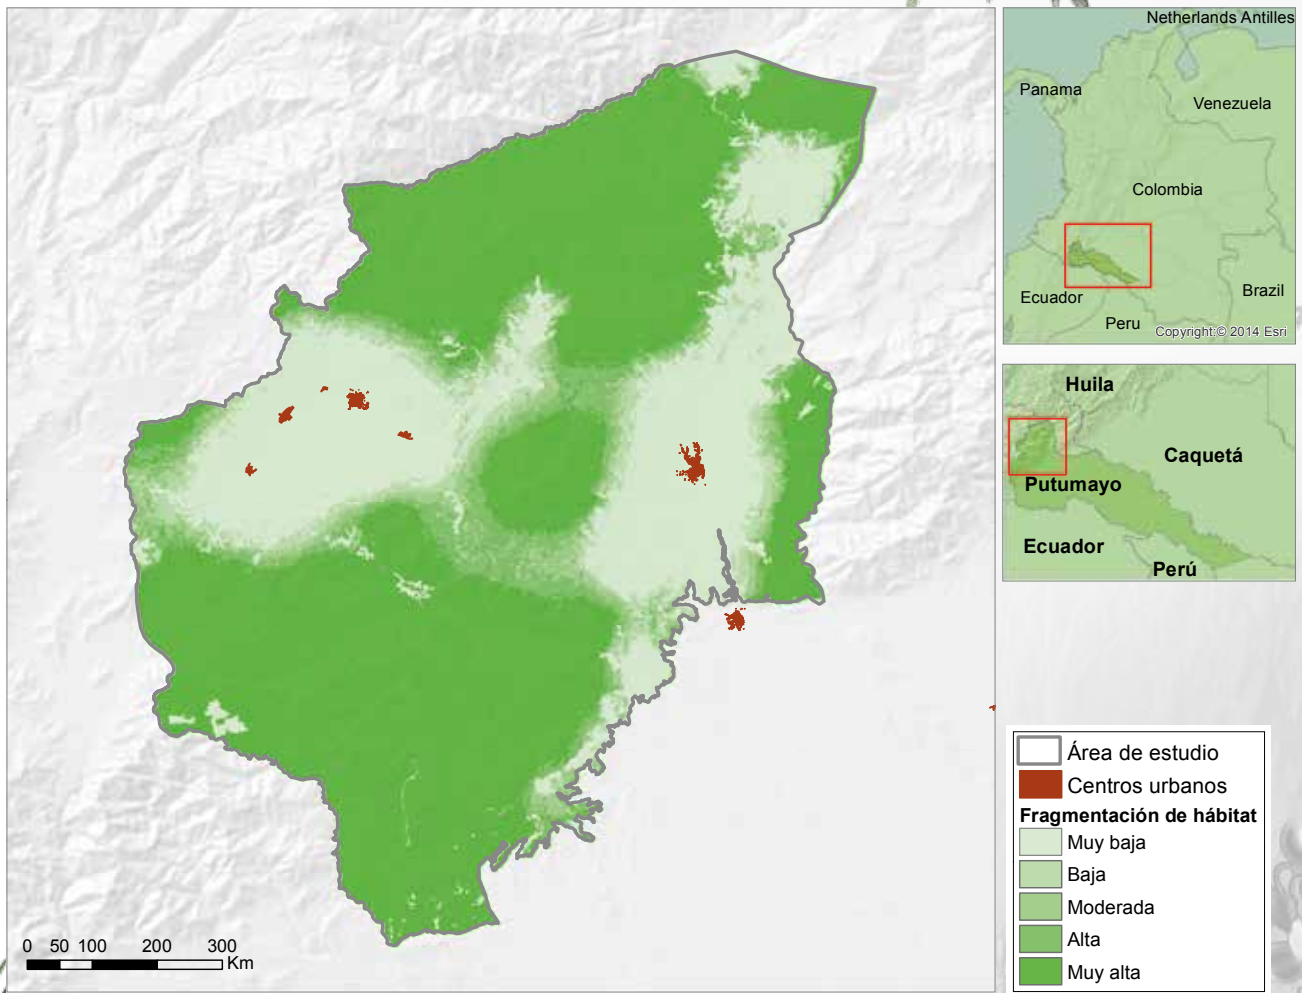 Netherlands Antilles
Panama
Venezuela
Colombia
Ecuador
Brazil
Peru
Copyright:© 2014 Esri
Huila
Caquetá
Putumayo
Ecuador
Perú
0 50 100 200 300
Km
Área de estudio
Centros urbanos
Fragmentación de hábitat
Muy baja
Baja
Moderada
Alta
Muy alta